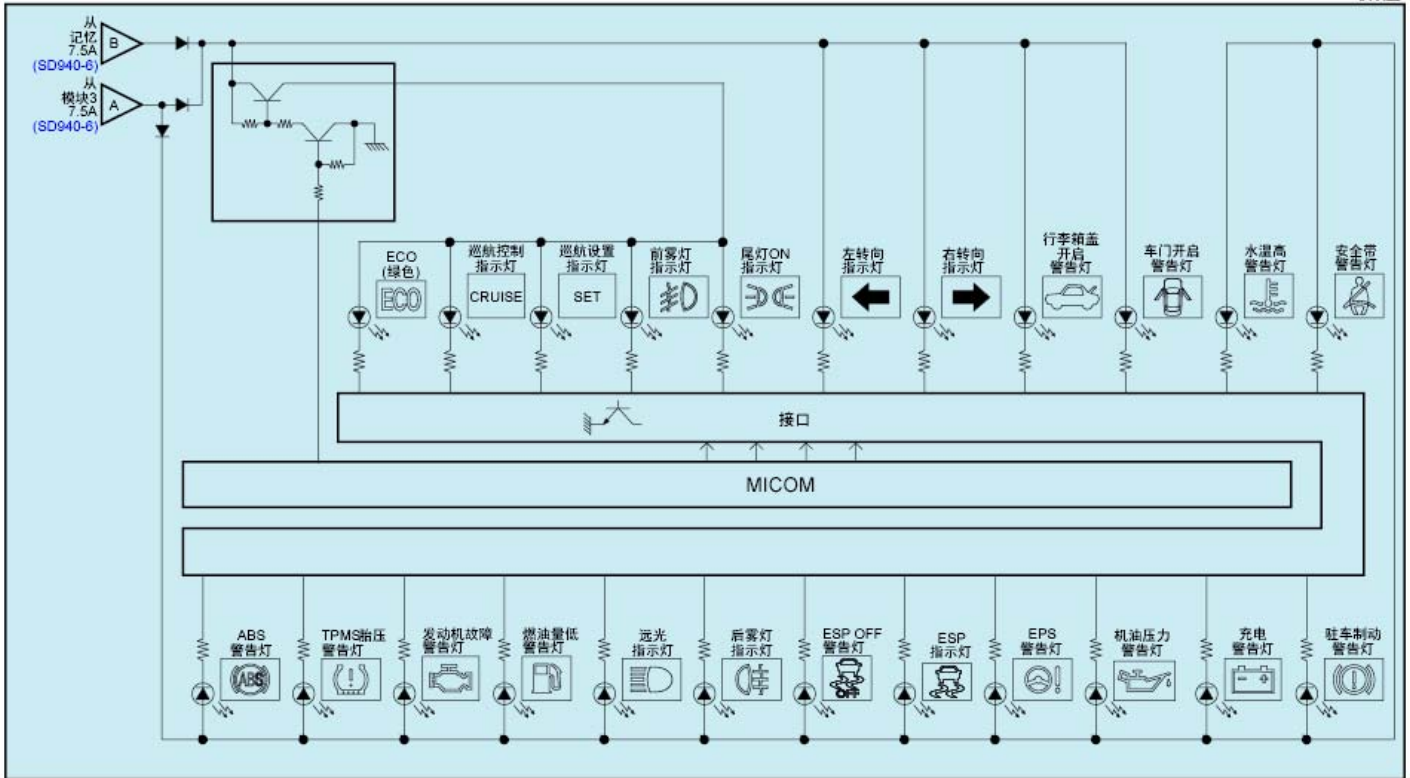 从
记忆
7.5A
(SD940-6)
B
从
模块3
7.5A
(SD940-6)
A
ECO
(绿色)
ECO
巡航控制
指示灯
CRUISE
巡航设置
指示灯
SET
前雾灯
指示灯
尾灯ON
指示灯
左转向
指示灯
右转向
指示灯
行李箱盖
开启
警告灯
车门开启
警告灯
水温高
警告灯
安全带
警告灯
接口
MICOM
ABS
警告灯
ABS
TPMS胎压
警告灯
发动机故障
警告灯
燃油量低
警告灯
远光
指示灯
后雾灯
指示灯
ESP OFF
警告灯
OFF
ESP
指示灯
EPS
警告灯
机油压力
警告灯
充电
警告灯
驻车制动
警告灯